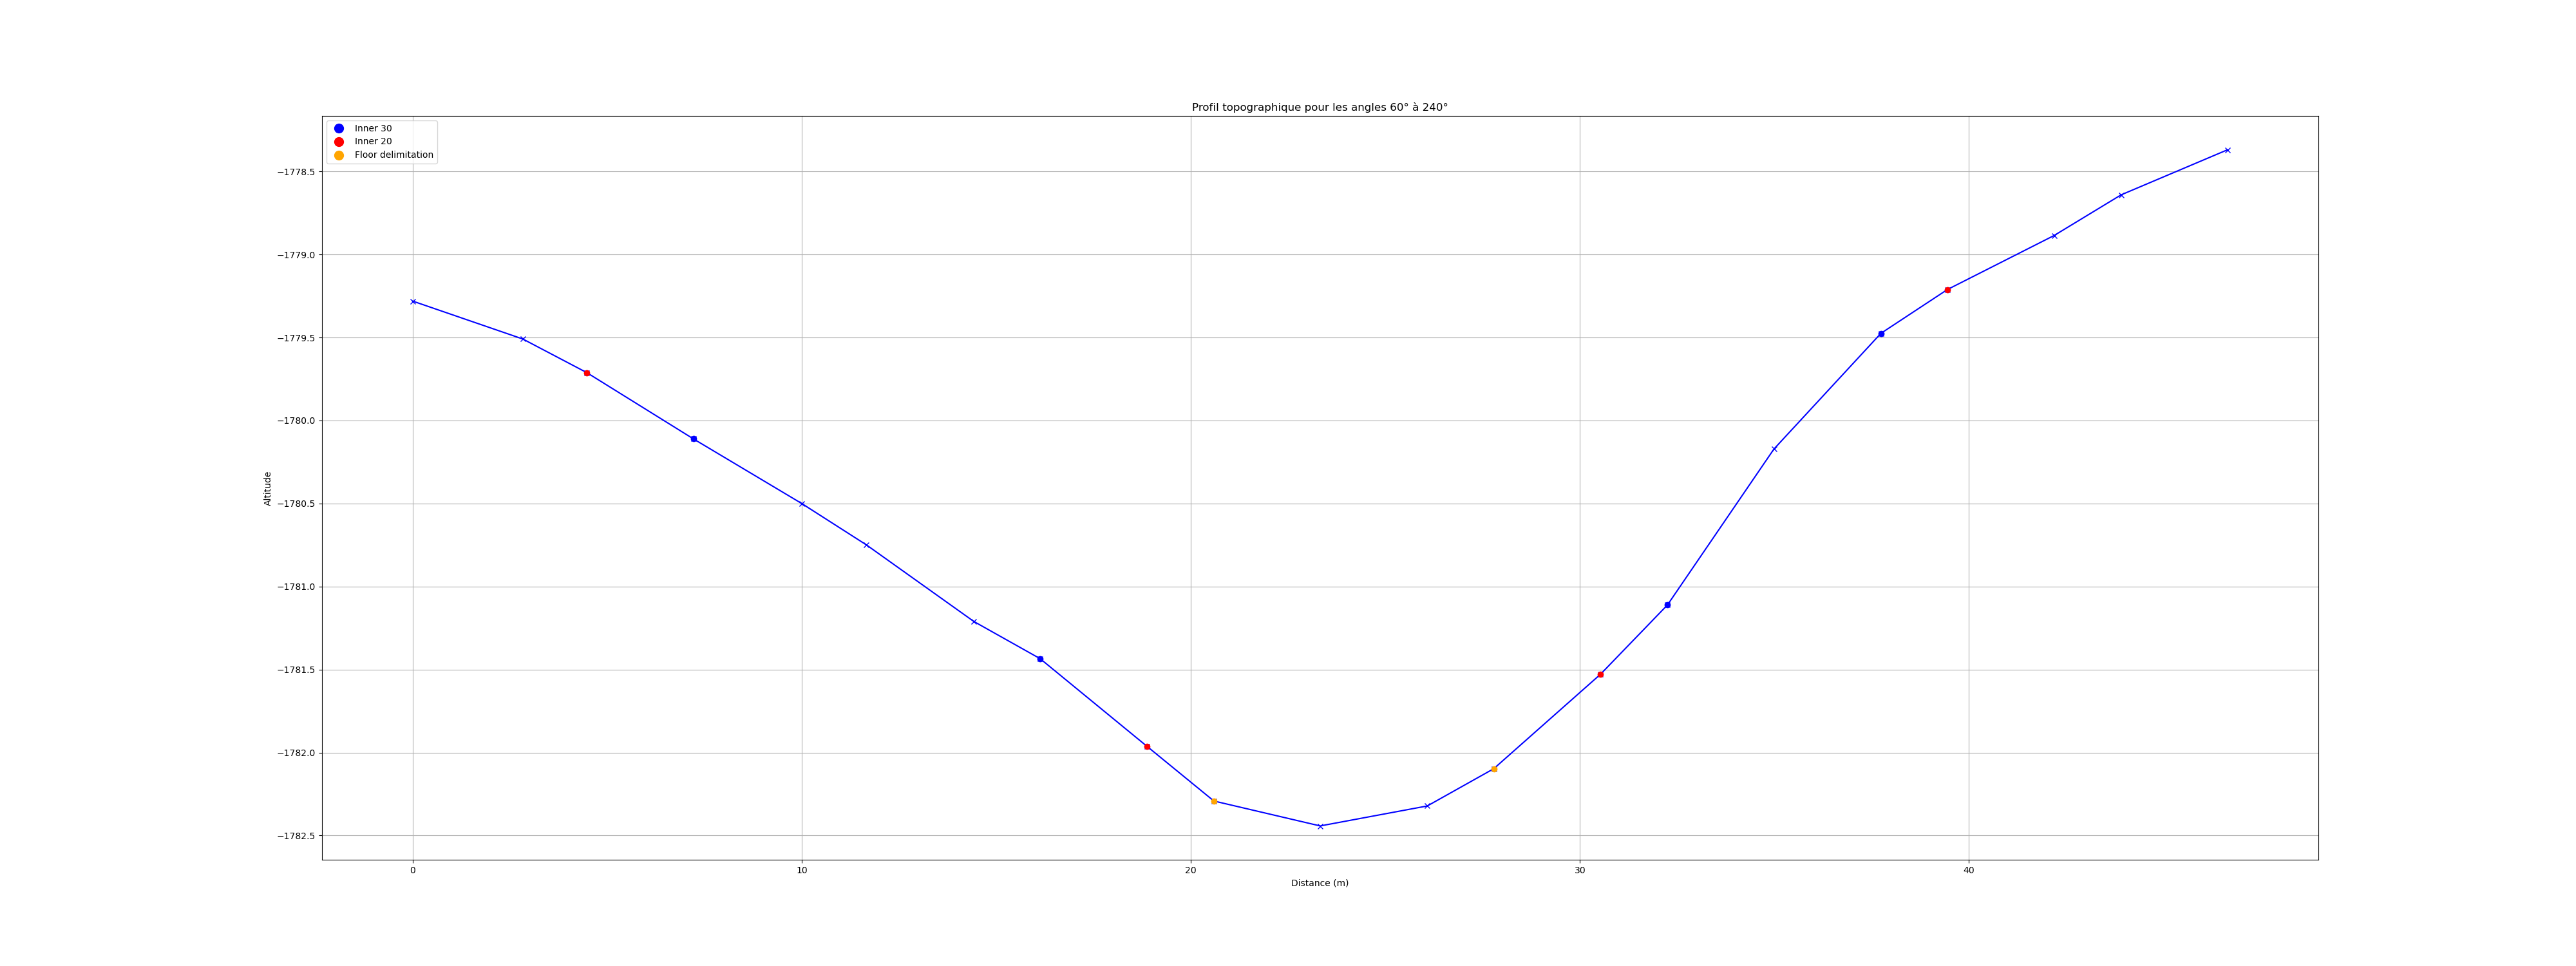 Profil topographique pour les angles 60° à 240°
Inner 30
Inner 20
Floor delimitation
−1778.5
−1779.0
−1779.5
−1780.0
−1780.5
−1781.0
−1781.5
−1782.0
−1782.5
Altitude
0 10 20 30 40
Distance (m)